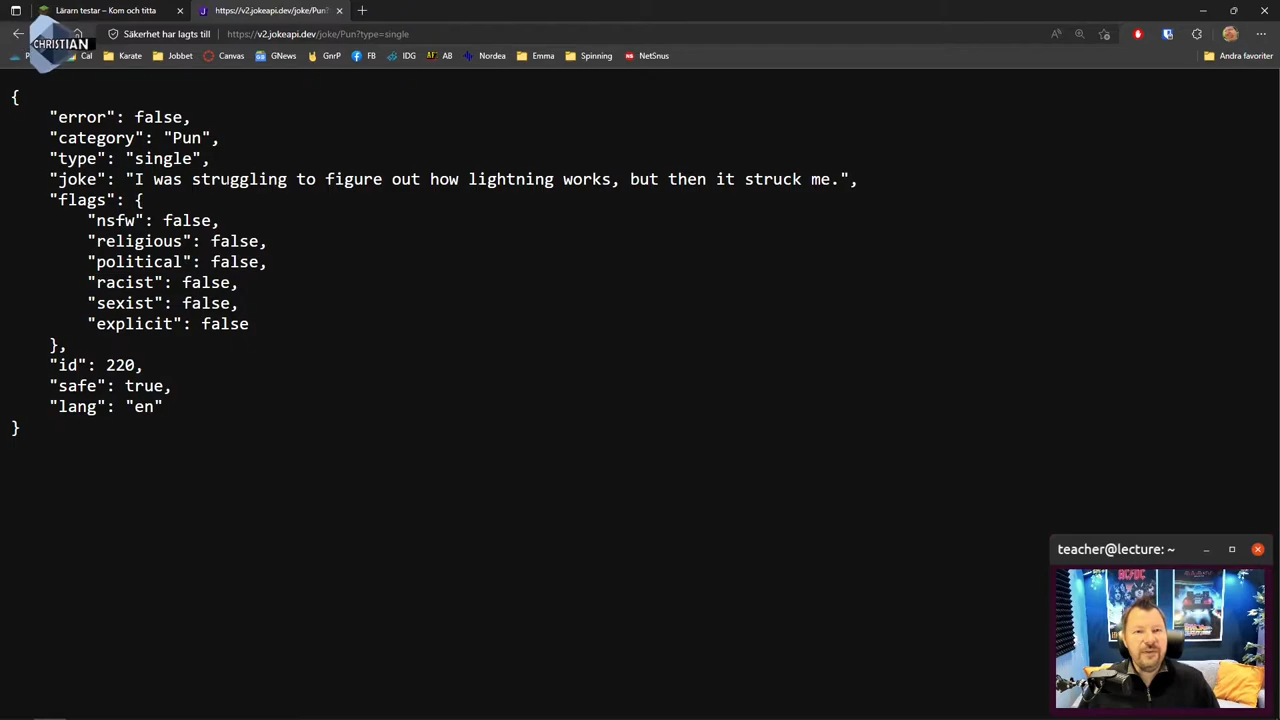 Lärarn testar – Kom och titta
https://v2.jokeapi.dev/joke/Pun?
Säkerhet har lagts till
https://v2.jokeapi.dev/joke/Pun?type=single
CHRISTIAN
Cal
Karate
Jobbet
Canvas
GNews
GnrP
FB
IDG
AB
Nordea
Emma
Spinning
NetSnus
Andra favoriter
{
"error": false,
"category": "Pun",
"type": "single",
"joke": "I was struggling to figure out how lightning works, but then it struck me.",
"flags": {
"nsfw": false,
"religious": false,
"political": false,
"racist": false,
"sexist": false,
"explicit": false
},
"id": 220,
"safe": true,
"lang": "en"
}
teacher@lecture: ~
AC/DC